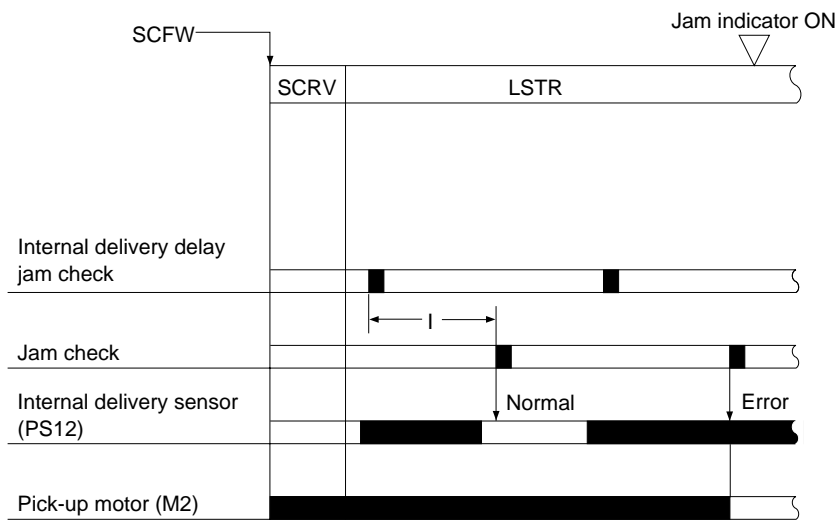 Jam indicator ON
SCFW
SCRV
LSTR
Internal delivery delay
jam check
I
Jam check
Internal delivery sensor
(PS12)
Normal
Error
Pick-up motor (M2)